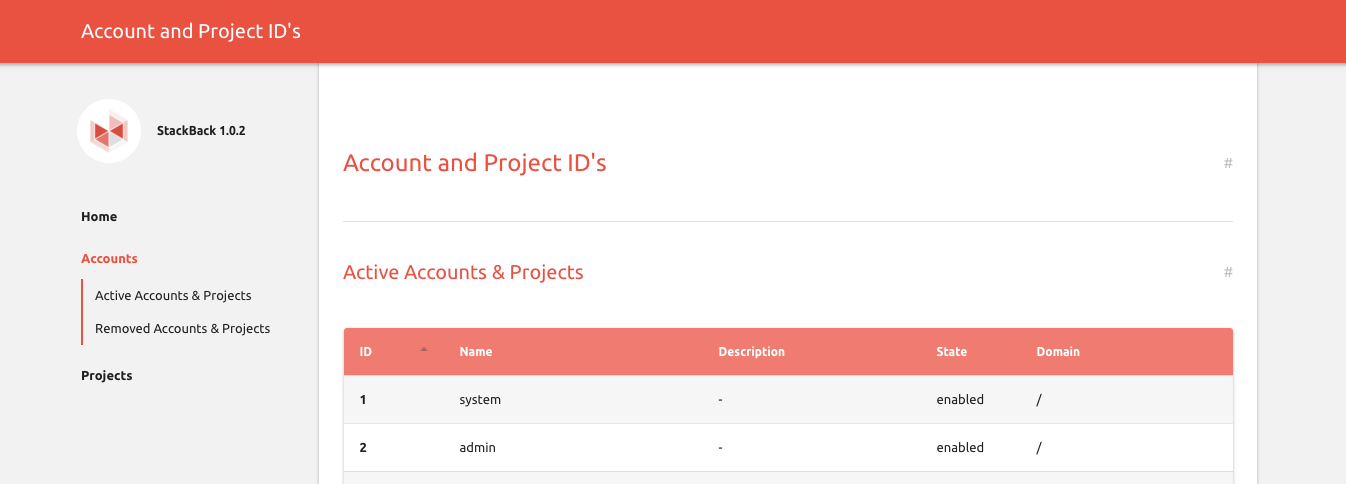 Account and Project ID's
StackBack 1.0.2
Home
Accounts
Active Accounts & Projects
Removed Accounts & Projects
Projects
Account and Project ID's #
Active Accounts & Projects #
ID Name Description State Domain
1 system - enabled /
2 admin - enabled /